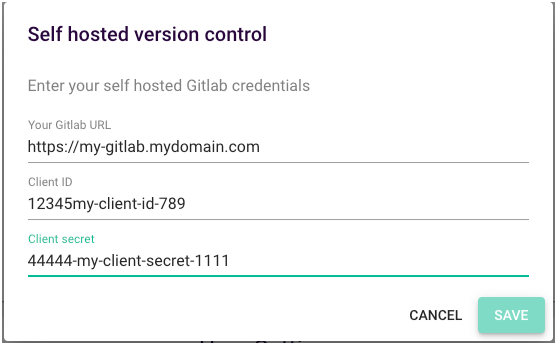 Self hosted version control
Enter your self hosted Gitlab credentials
Your Gitlab URL
https://my-gitlab.mydomain.com
Client ID
12345my-client-id-789
Client secret
44444-my-client-secret-1111
CANCEL SAVE